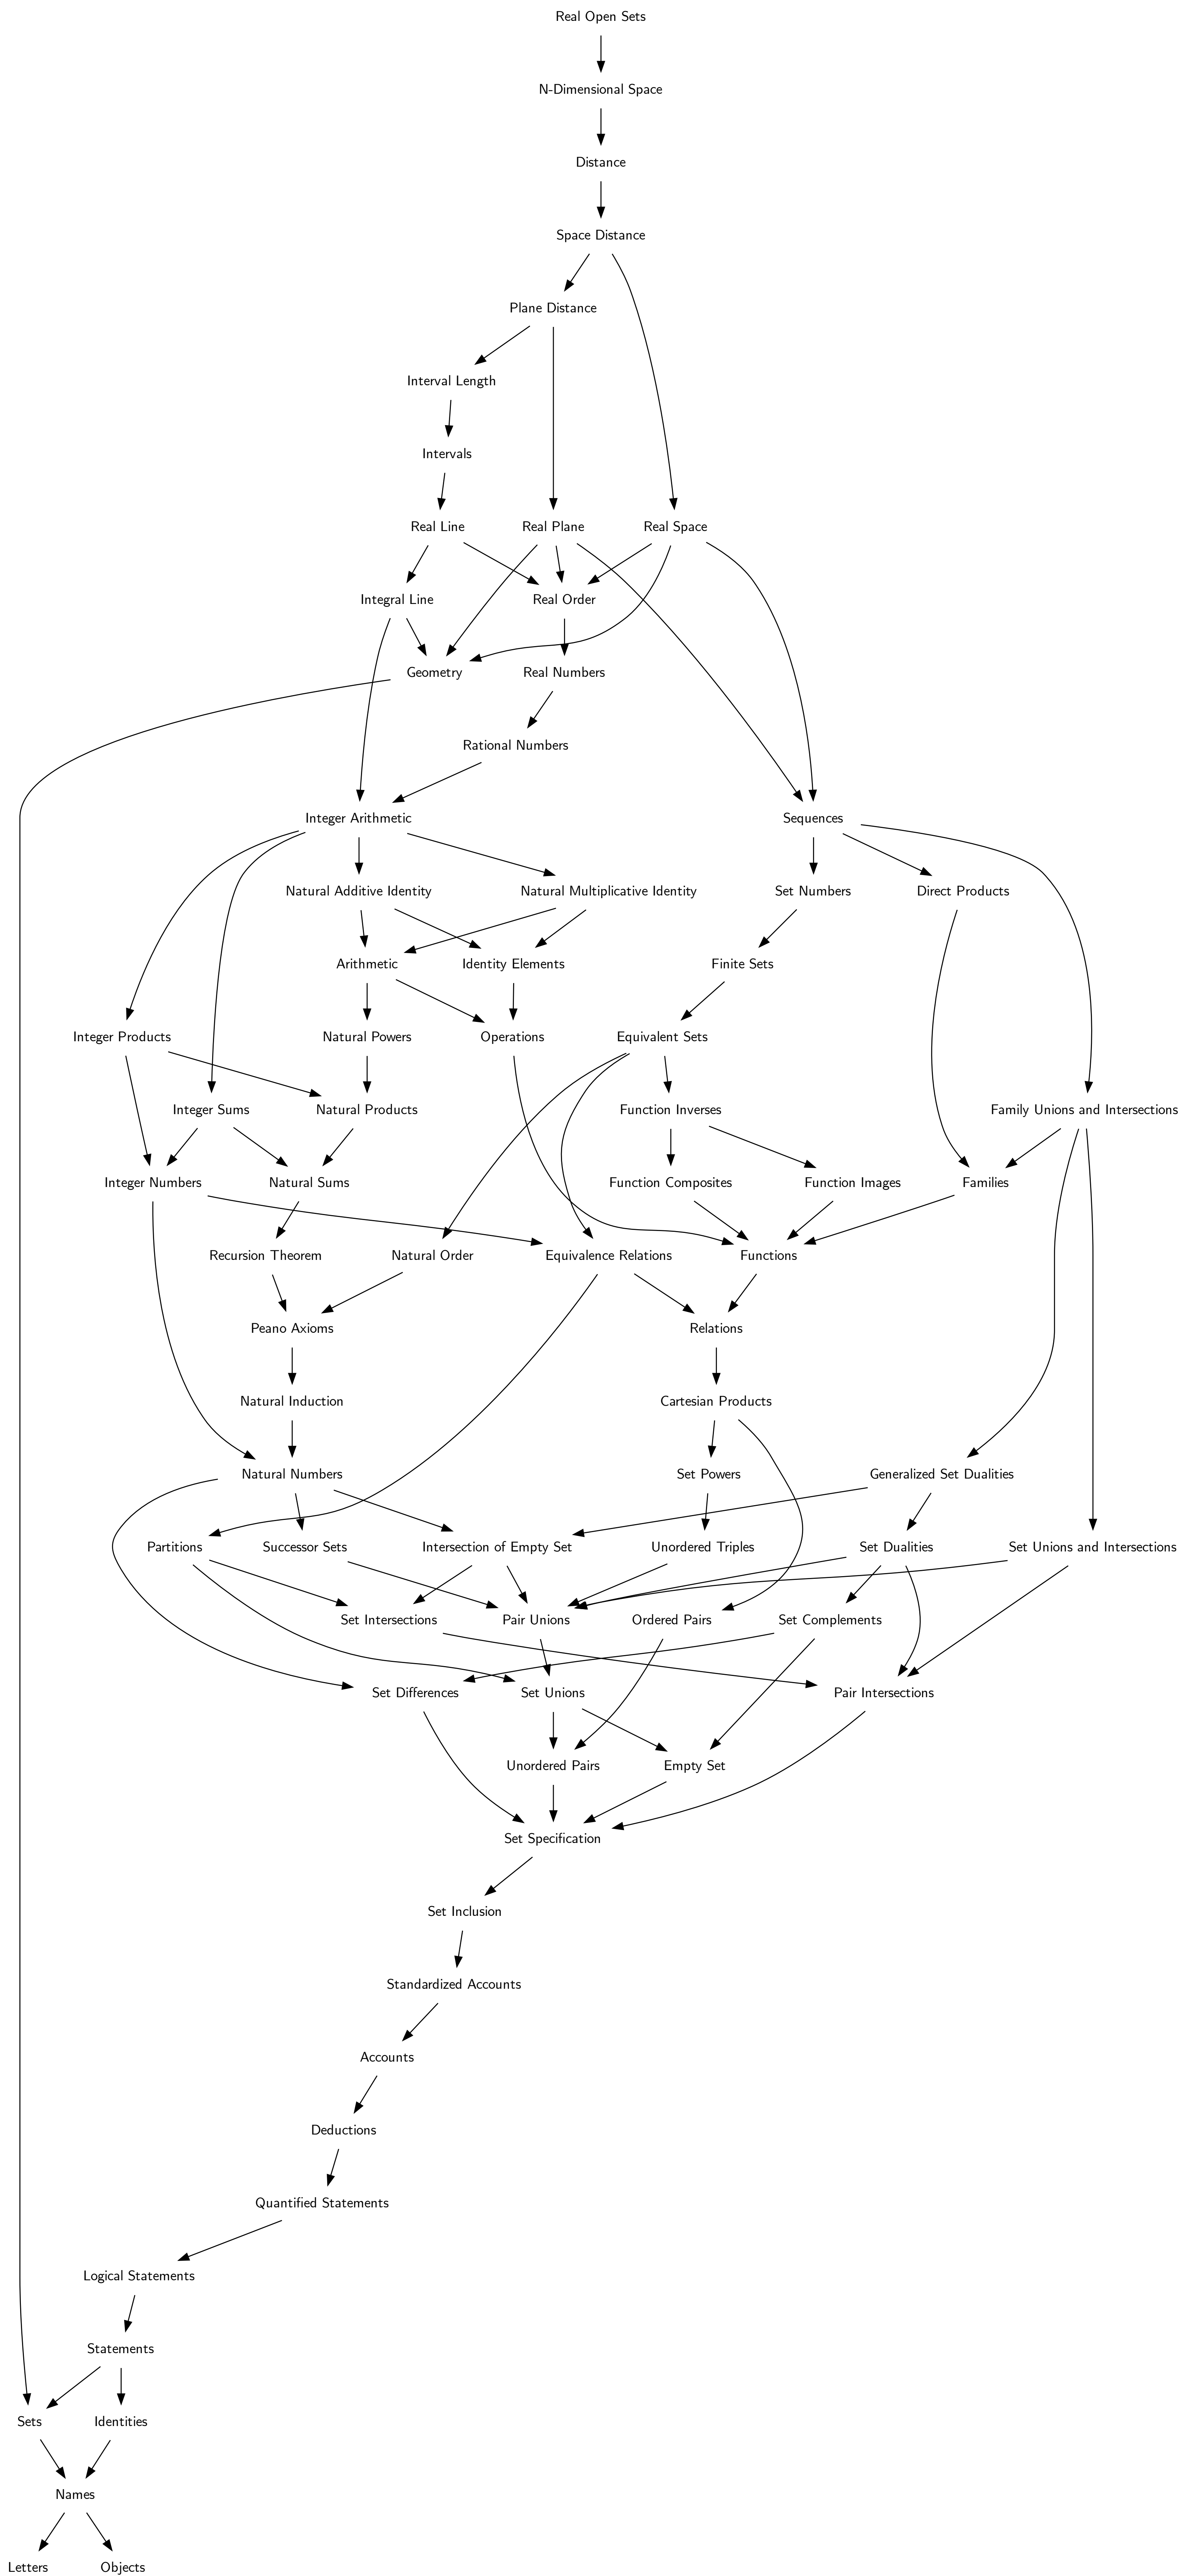 Real Open Sets
N-Dimensional Space
Distance
Space Distance
Plane Distance
Interval Length
Intervals
Real Line
Real Plane
Real Space
Integral Line
Real Order
Geometry
Real Numbers
Rational Numbers
Integer Arithmetic
Sequences
Natural Additive Identity
Natural Multiplicative Identity
Set Numbers
Direct Products
Arithmetic
Identity Elements
Finite Sets
Integer Products
Natural Powers
Operations
Equivalent Sets
Integer Sums
Natural Products
Function Inverses
Family Unions and Intersections
Integer Numbers
Natural Sums
Function Composites
Function Images
Families
Recursion Theorem
Natural Order
Equivalence Relations
Functions
Peano Axioms
Relations
Natural Induction
Cartesian Products
Natural Numbers
Set Powers
Generalized Set Dualities
Partitions
Successor Sets
Intersection of Empty Set
Unordered Triples
Set Dualities
Set Unions and Intersections
Set Intersections
Pair Unions
Ordered Pairs
Set Complements
Set Differences
Set Unions
Pair Intersections
Unordered Pairs
Empty Set
Set Specification
Set Inclusion
Standardized Accounts
Accounts
Deductions
Quantified Statements
Logical Statements
Statements
Sets
Identities
Names
Letters
Objects